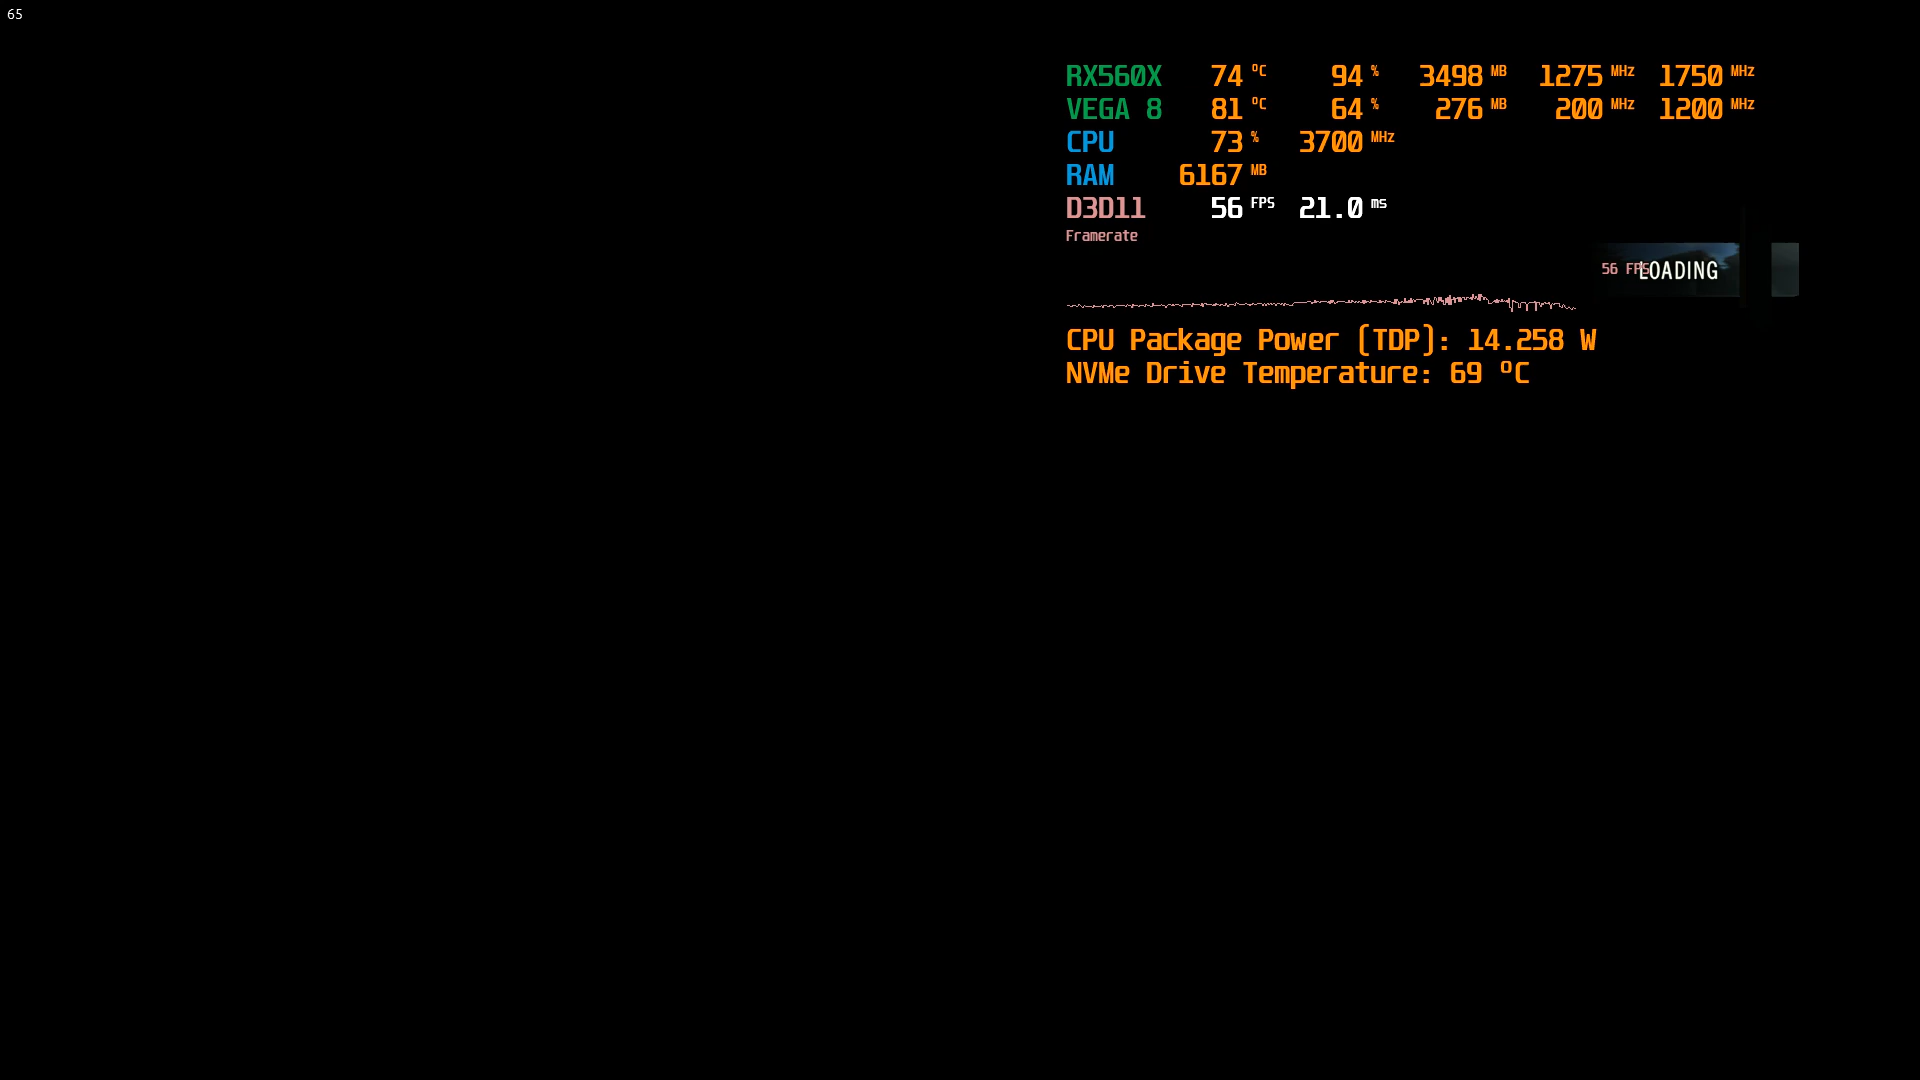 65
RX560X 74 °C 94 % 3498 MB 1275 MHz 1750 MHz
VEGA 8 81 °C 64 % 276 MB 200 MHz 1200 MHz
CPU 73 % 3700 MHz
RAM 6167 MB
D3D11 56 FPS 21.0 ms
Framerate
56 FPS LOADING
CPU Package Power (TDP): 14.258 W
NVMe Drive Temperature: 69 °C